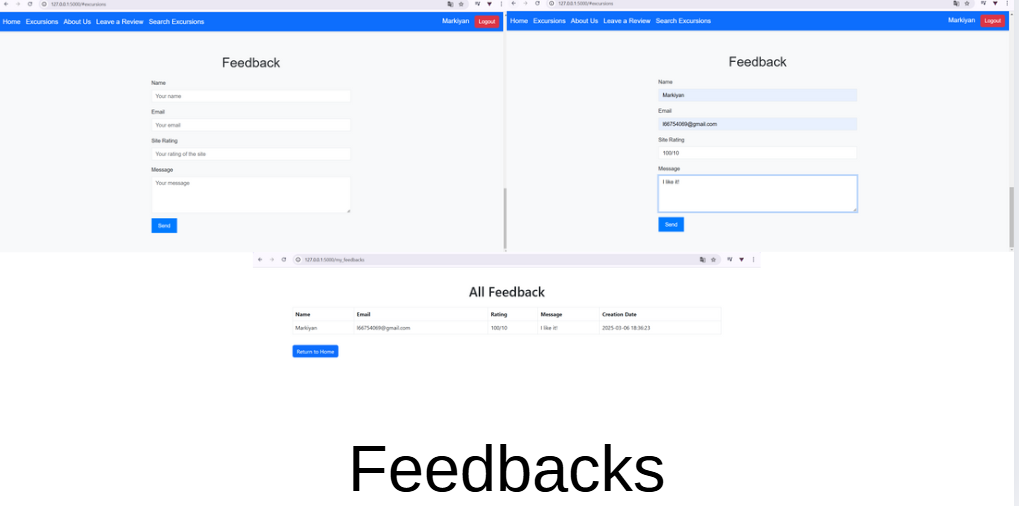 127.0.0.1:5000/#excursions
Home Excursions About Us Leave a Review Search Excursions Markiyan Logout
Feedback
Name
Your name
Email
Your email
Site Rating
Your rating of the site
Message
Your message
Send
127.0.0.1:5000/#excursions
Home Excursions About Us Leave a Review Search Excursions Markiyan Logout
Feedback
Name
Markiyan
Email
l66754069@gmail.com
Site Rating
100/10
Message
I like it!
Send
127.0.0.1:5000/my_feedbacks
All Feedback
Name Email Rating Message Creation Date
Markiyan l66754069@gmail.com 100/10 I like it! 2025-03-06 18:36:23
Return to Home
Feedbacks